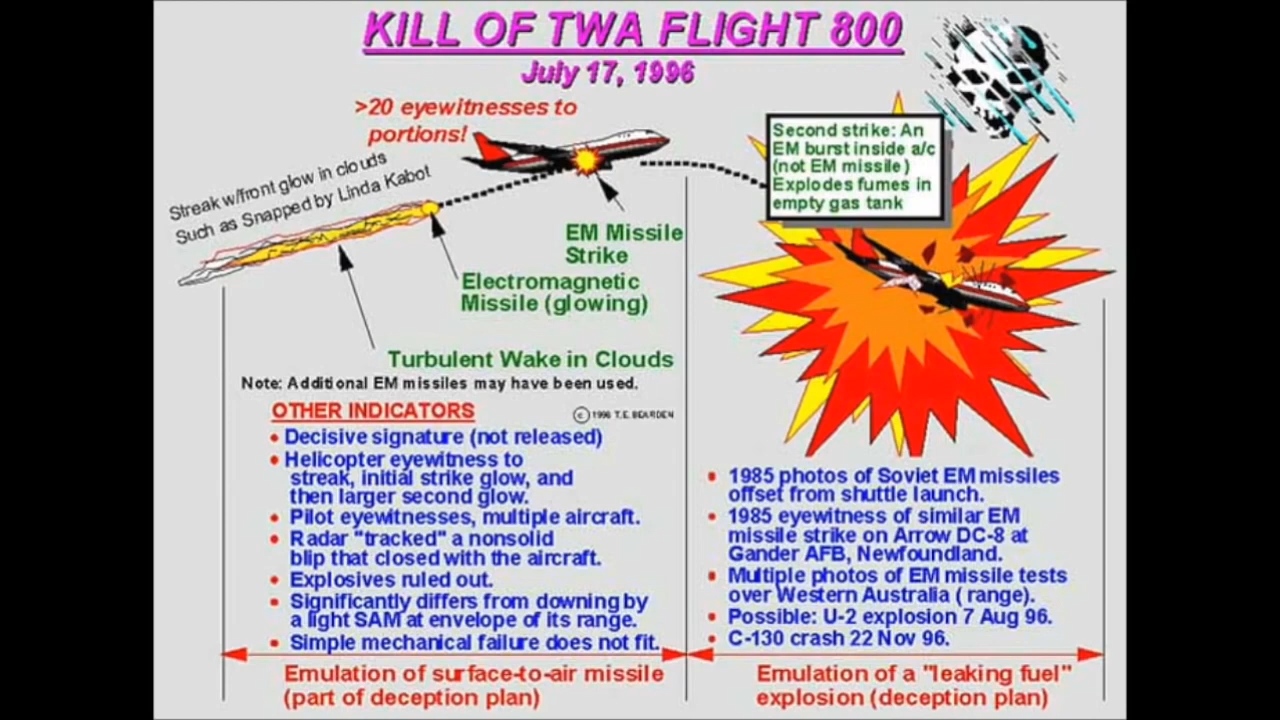 KILL OF TWA FLIGHT 800
July 17, 1996
>20 eyewitnesses to
portions!
Streak w/front glow in clouds
Such as Snapped by Linda Kabot
Second strike: An
EM burst inside a/c
(not EM missile)
Explodes fumes in
empty gas tank
EM Missile
Strike
Electromagnetic
Missile (glowing)
Turbulent Wake in Clouds
Note: Additional EM missiles may have been used.
OTHER INDICATORS
© 1996 T.E. BEARDEN
• Decisive signature (not released)
• Helicopter eyewitness to
streak, initial strike glow, and
then larger second glow.
• Pilot eyewitnesses, multiple aircraft.
• Radar "tracked" a nonsolid
blip that closed with the aircraft.
• Explosives ruled out.
• Significantly differs from downing by
a light SAM at envelope of its range.
• Simple mechanical failure does not fit.
Emulation of surface-to-air missile
(part of deception plan)
• 1985 photos of Soviet EM missiles
offset from shuttle launch.
• 1985 eyewitness of similar EM
missile strike on Arrow DC-8 at
Gander AFB, Newfoundland.
• Multiple photos of EM missile tests
over Western Australia ( range).
• Possible: U-2 explosion 7 Aug 96.
• C-130 crash 22 Nov 96.
Emulation of a "leaking fuel"
explosion (deception plan)